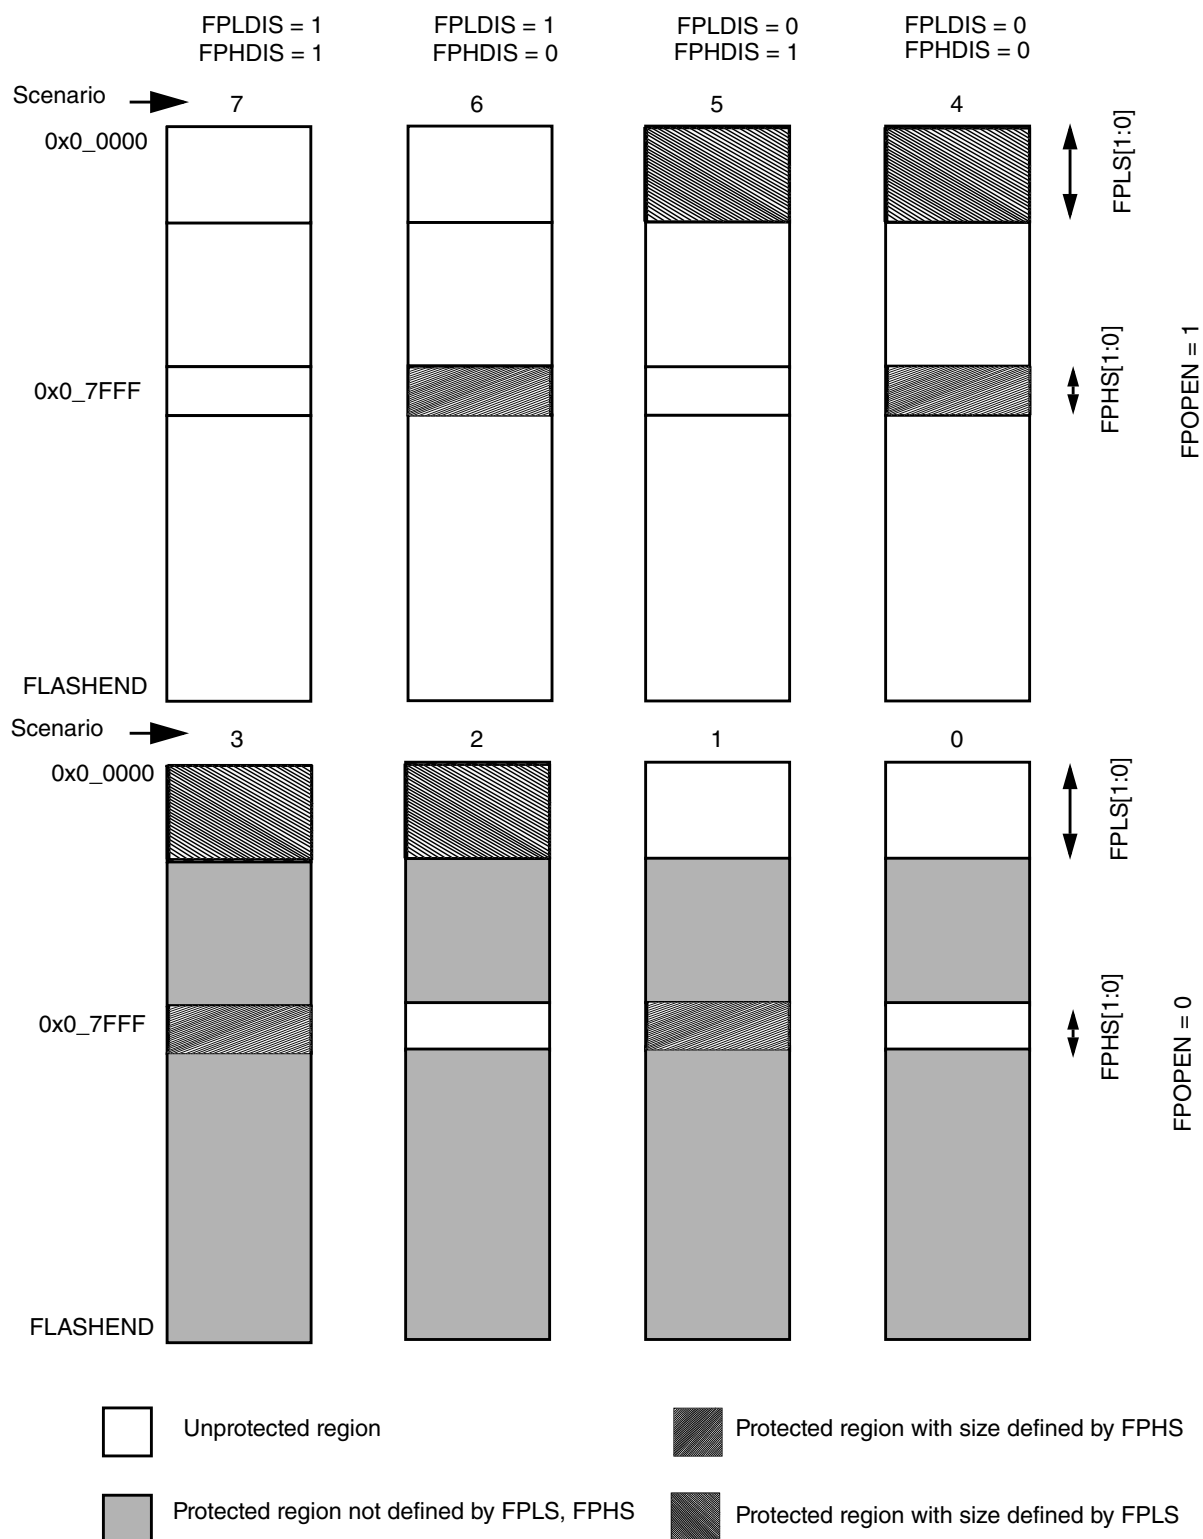 FPLDIS = 1
FPHDIS = 1
FPLDIS = 1
FPHDIS = 0
FPLDIS = 0
FPHDIS = 1
FPLDIS = 0
FPHDIS = 0
Scenario
7
6
5
4
0x0_0000
FPLS[1:0]
0x0_7FFF
FPHS[1:0]
FPOPEN = 1
FLASHEND
Scenario
3
2
1
0
0x0_0000
FPLS[1:0]
0x0_7FFF
FPHS[1:0]
FPOPEN = 0
FLASHEND
Unprotected region
Protected region with size defined by FPHS
Protected region not defined by FPLS, FPHS
Protected region with size defined by FPLS